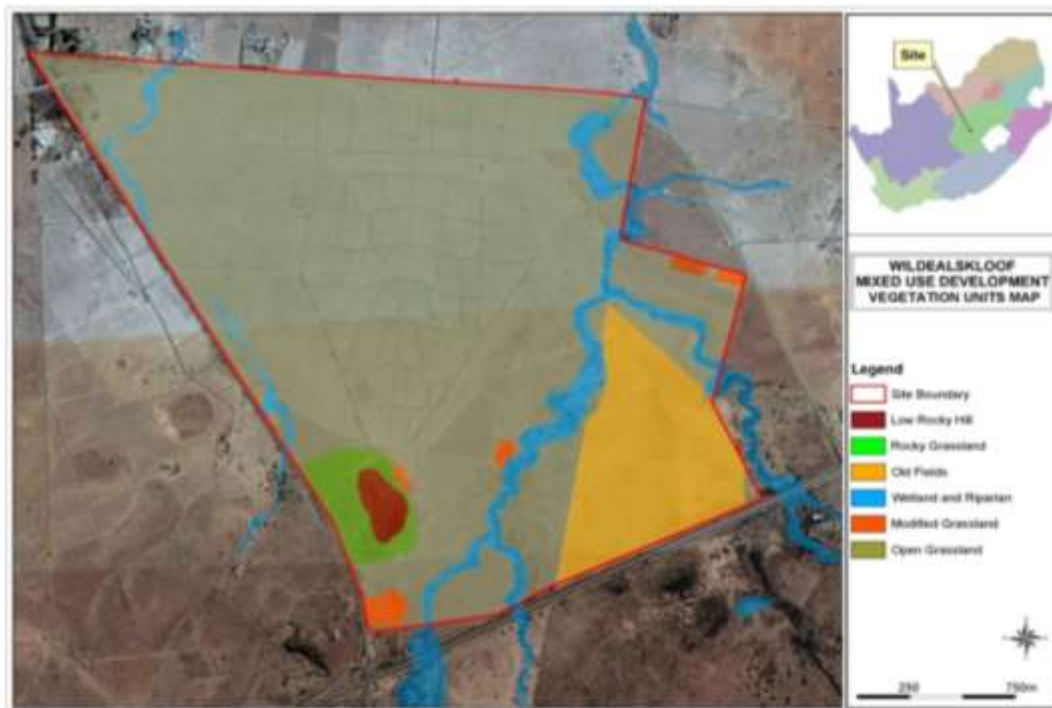 Site
WILDEALSKLOOF
MIXED USE DEVELOPMENT
VEGETATION UNITS MAP
Legend
Site Boundary
Low Rocky Hill
Rocky Grassland
Old Fields
Wetland and Riparian
Modified Grassland
Open Grassland
250 750m